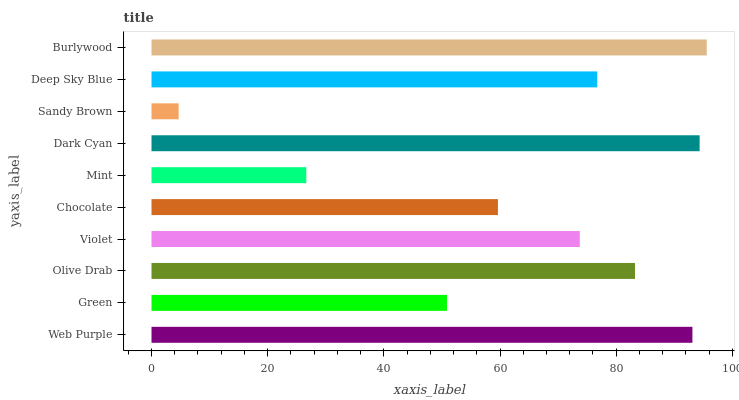 title
Burlywood
Deep Sky Blue
Sandy Brown
Dark Cyan
Mint
Chocolate
Violet
Olive Drab
Green
Web Purple
yaxis_label
0 20 40 60 80 100
xaxis_label